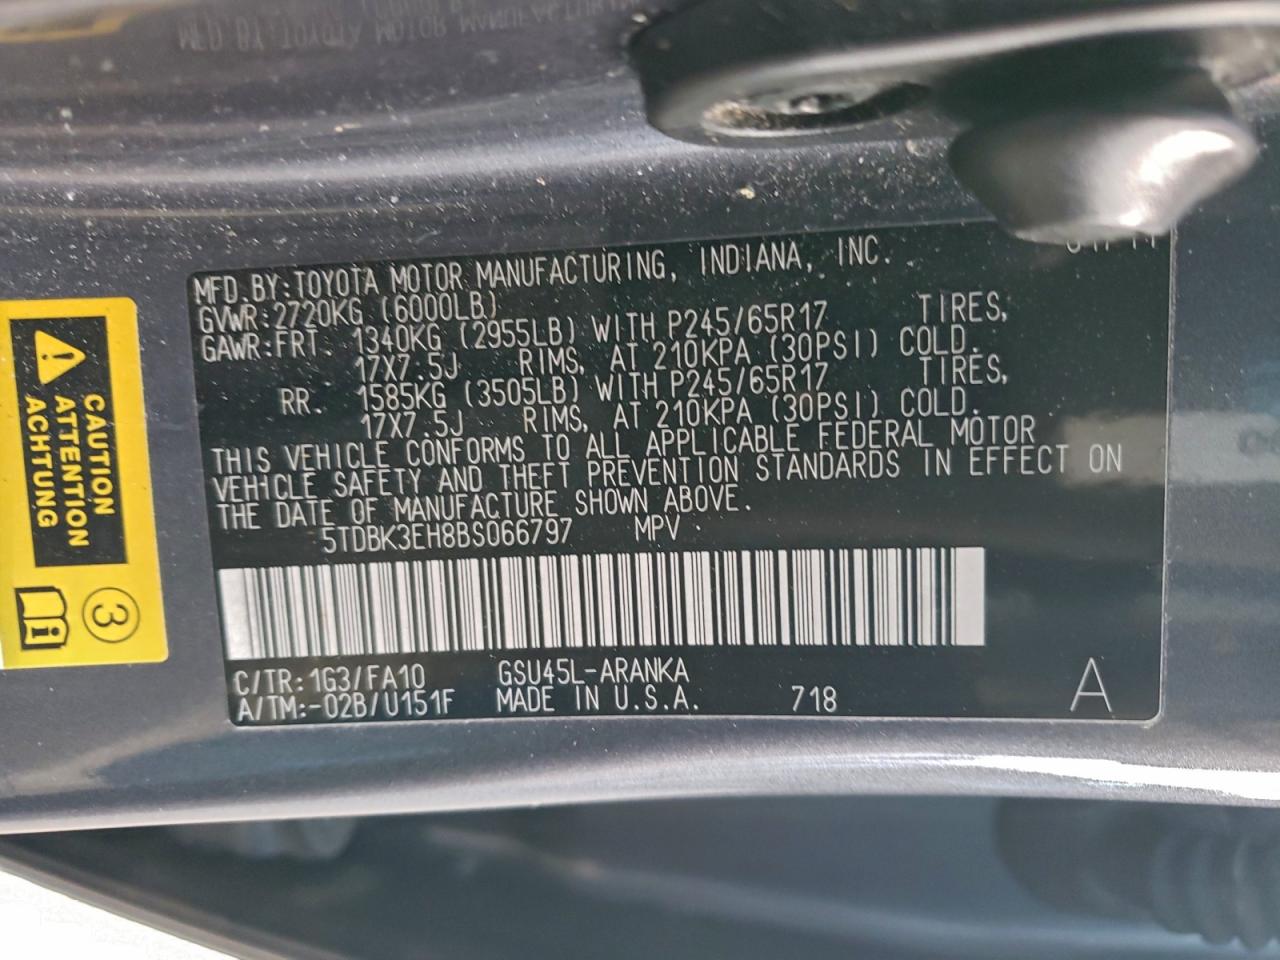 MFD.BY:TOYOTA MOTOR MANUFACTURING, INDIANA, INC.
GVWR:2720KG (6000LB)
GAWR:FRT. 1340KG (2955LB) WITH P245/65R17 TIRES,
17X7.5J RIMS, AT 210KPA (30PSI) COLD.
RR. 1585KG (3505LB) WITH P245/65R17 TIRES,
17X7.5J RIMS, AT 210KPA (30PSI) COLD.
THIS VEHICLE CONFORMS TO ALL APPLICABLE FEDERAL MOTOR
VEHICLE SAFETY AND THEFT PREVENTION STANDARDS IN EFFECT ON
THE DATE OF MANUFACTURE SHOWN ABOVE.
5TDBK3EH8BS066797 MPV
C/TR:1G3/FA10 GSU45L-ARANKA
A/TM:-02B/U151F MADE IN U.S.A. 718 A
CAUTION
ATTENTION
ACHTUNG
3